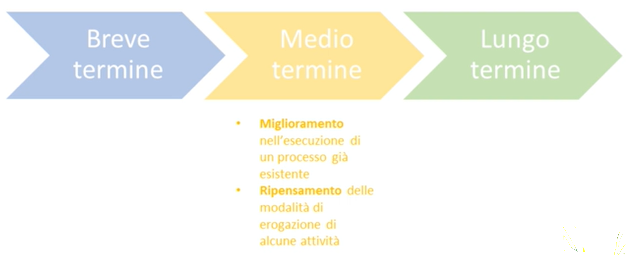 Breve
termine
Medio
termine
Lungo
termine
• Miglioramento
nell'esecuzione di
un processo già
esistente
• Ripensamento delle
modalità di
erogazione di
alcune attività